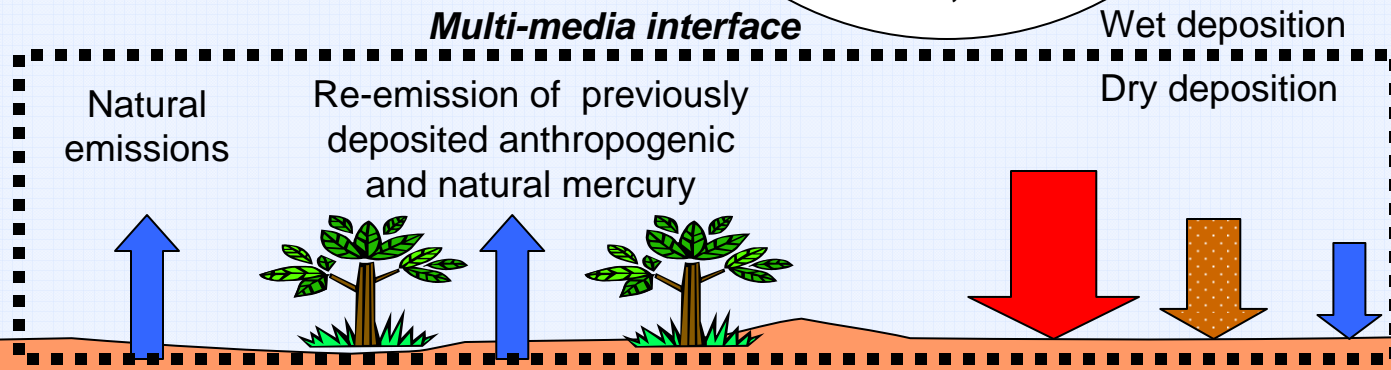 Multi-media interface
Wet deposition
Dry deposition
Natural
emissions
Re-emission of  previously
deposited anthropogenic
and natural mercury